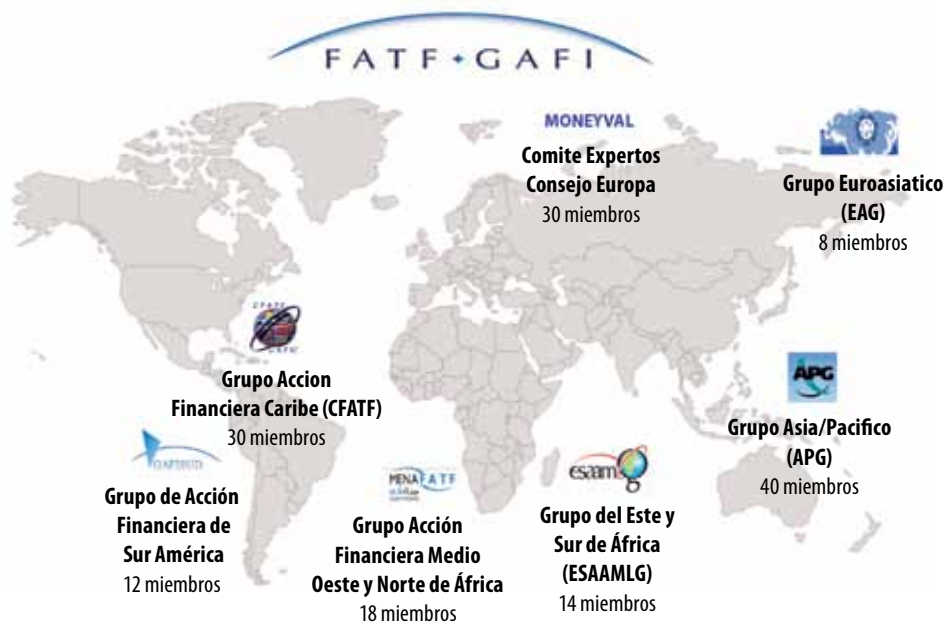 FATF GAFI
MONEYVAL
Comite Expertos
Consejo Europa
30 miembros
Grupo Euroasiatico
(EAG)
8 miembros
CFATF
Grupo Accion
Financiera Caribe (CFATF)
30 miembros
APG
Grupo Asia/Pacifico
(APG)
40 miembros
GAFISUD
Grupo de Acción
Financiera de
Sur América
12 miembros
MENAFATF
Grupo Acción
Financiera Medio
Oeste y Norte de África
18 miembros
esaamlg
Grupo del Este y
Sur de África
(ESAAMLG)
14 miembros